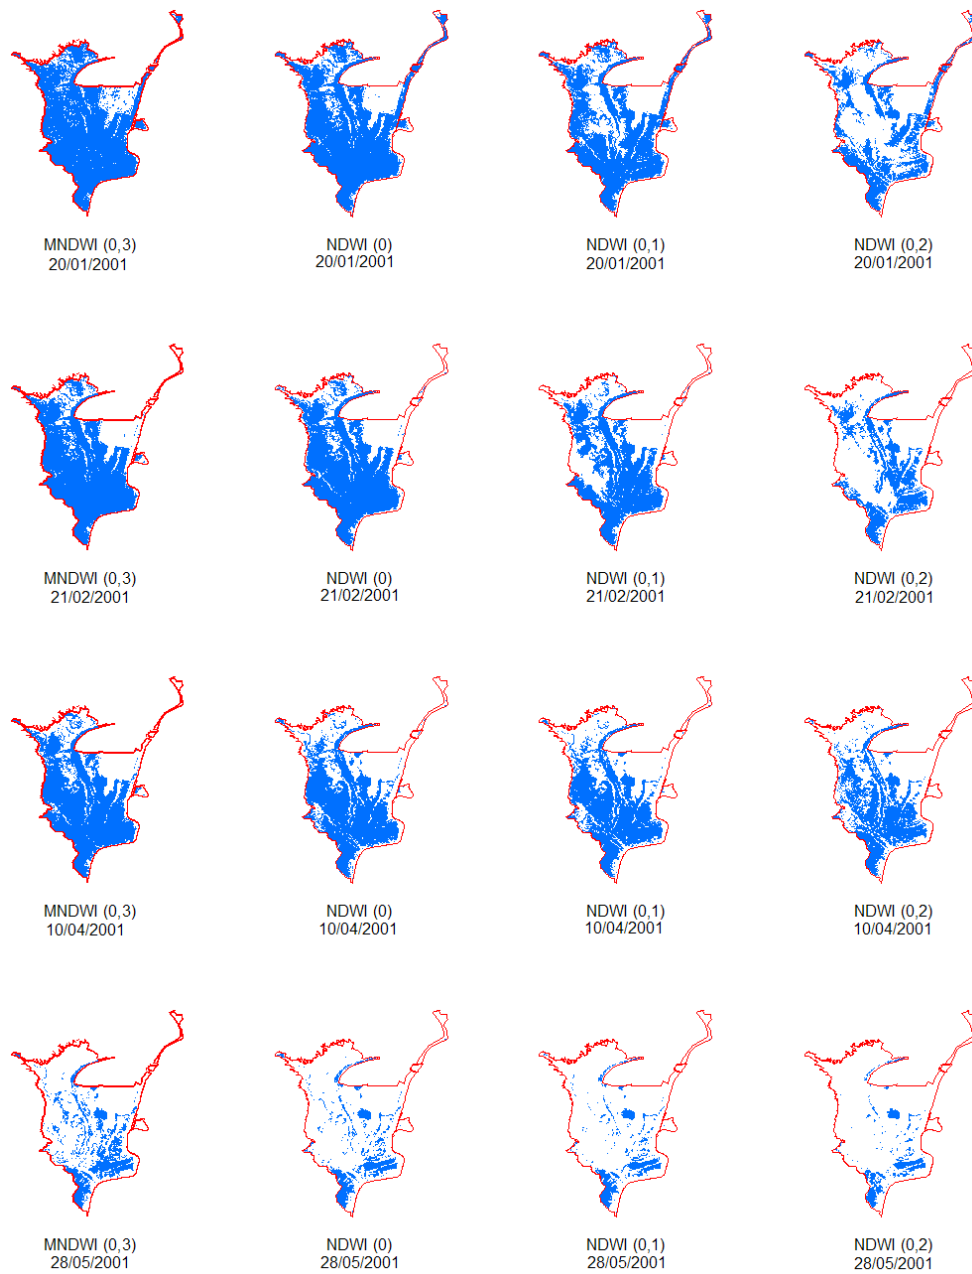 MNDWI (0,3)
20/01/2001
NDWI (0)
20/01/2001
NDWI (0,1)
20/01/2001
NDWI (0,2)
20/01/2001
MNDWI (0,3)
21/02/2001
NDWI (0)
21/02/2001
NDWI (0,1)
21/02/2001
NDWI (0,2)
21/02/2001
MNDWI (0,3)
10/04/2001
NDWI (0)
10/04/2001
NDWI (0,1)
10/04/2001
NDWI (0,2)
10/04/2001
MNDWI (0,3)
28/05/2001
NDWI (0)
28/05/2001
NDWI (0,1)
28/05/2001
NDWI (0,2)
28/05/2001